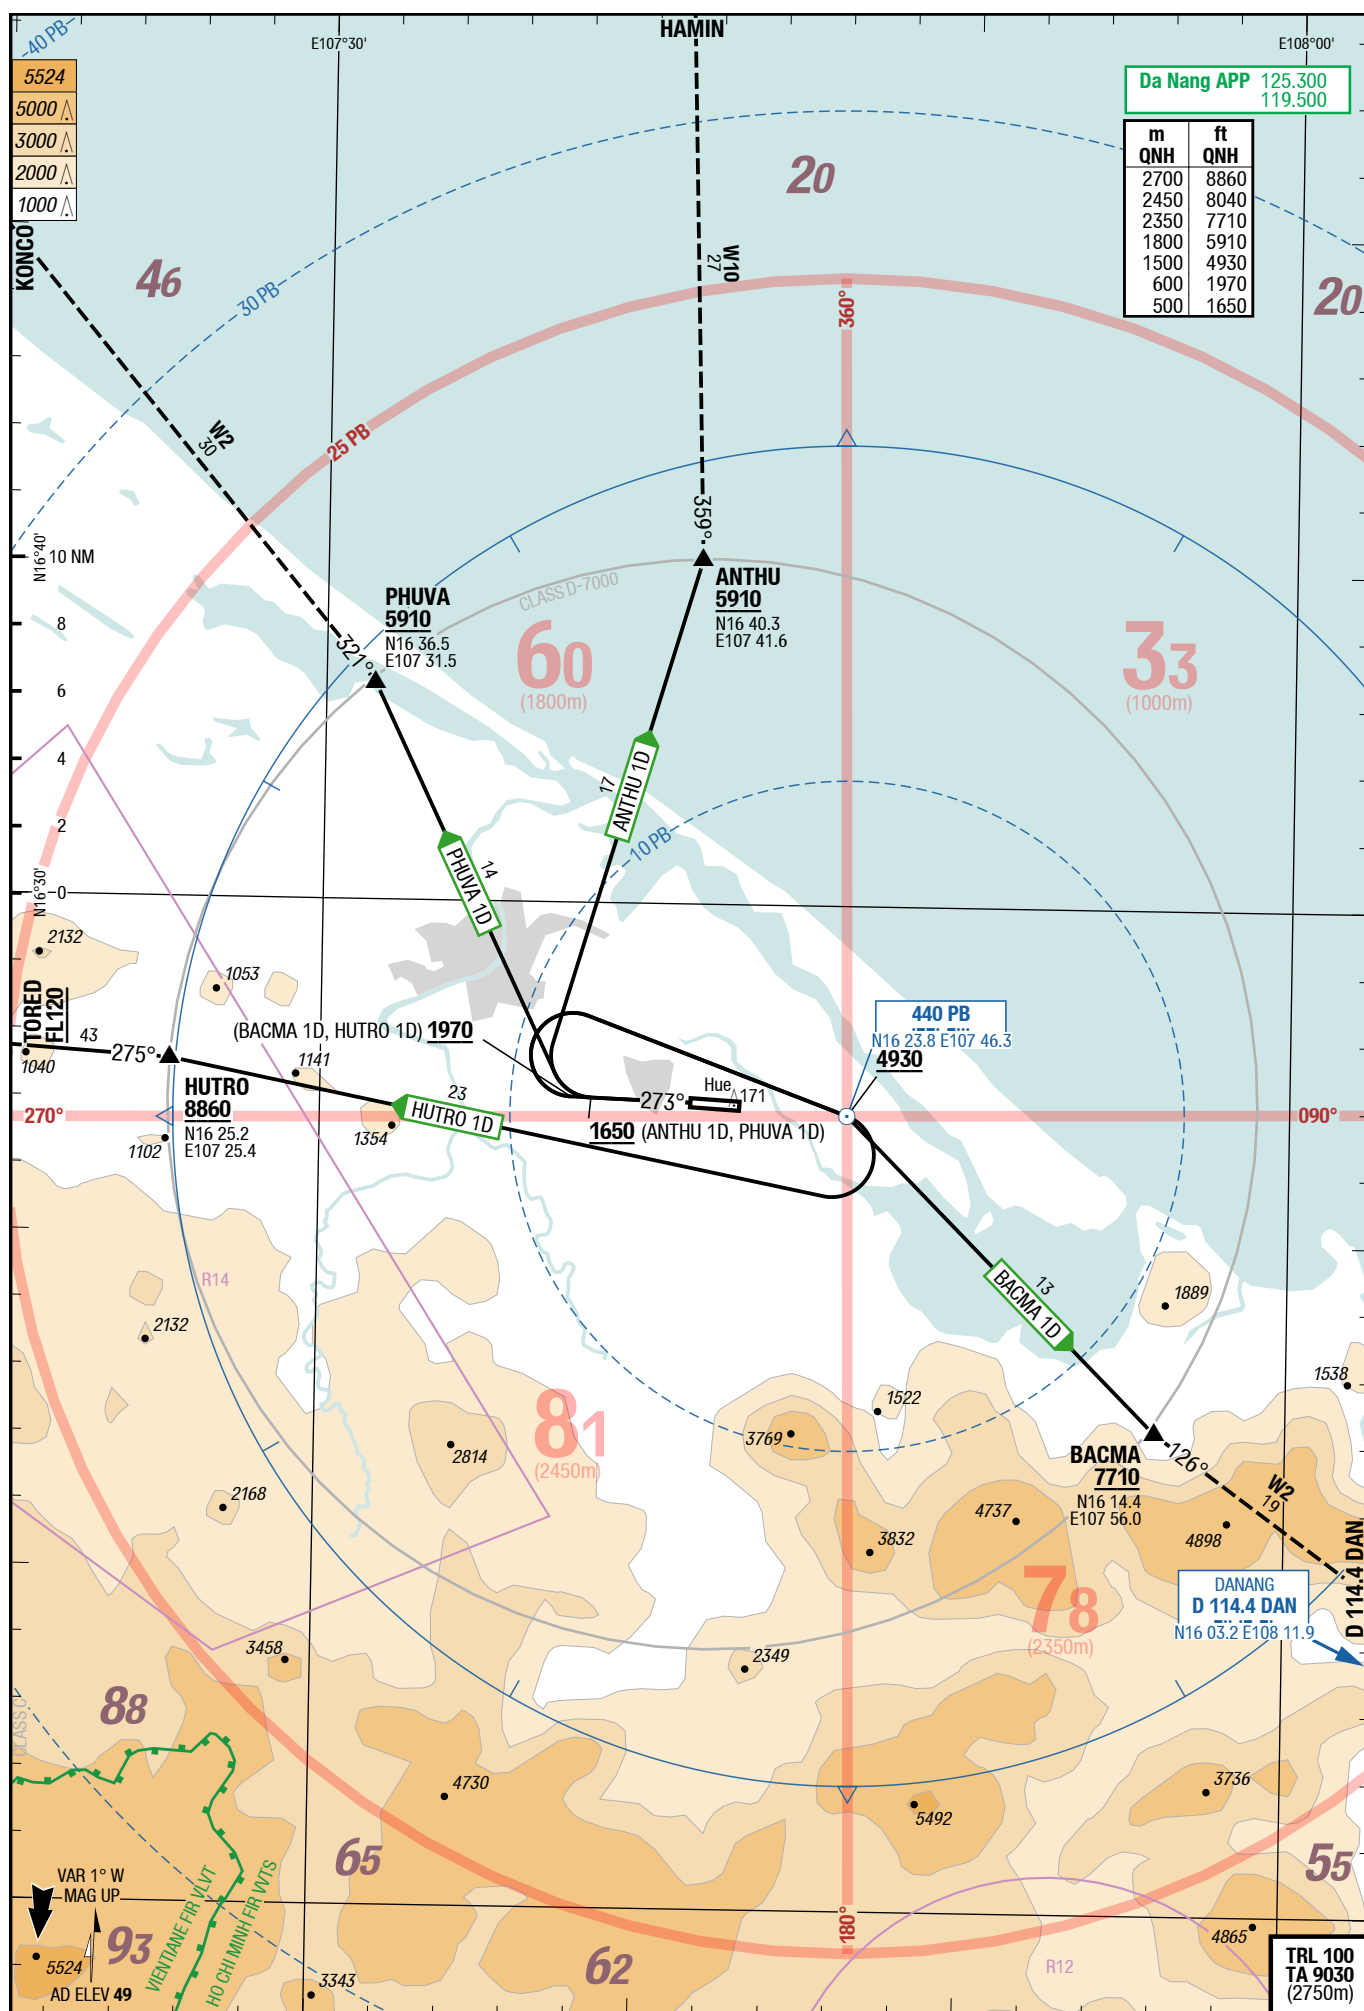 -40 PB-
E107°30'
HAMIN
E108°00'
5524
5000
3000
2000
1000
Da Nang APP 125.300
119.500
m ft
QNH QNH
2700 8860
2450 8040
2350 7710
1800 5910
1500 4930
600 1970
500 1650
20
KONCO
46
30 PB
W10
27
360°
20
W2
30
25 PB
359°
N16°40'
10 NM
8
6
4
2
0
N16°30'
CLASS D-7000
PHUVA
5910
N16 36.5
E107 31.5
321°
ANTHU
5910
N16 40.3
E107 41.6
60
(1800m)
33
(1000m)
17
ANTHU 1D
10 PB
14
PHUVA 1D
2132
1053
TORED
FL120
43
275°
1040
(BACMA 1D, HUTRO 1D) 1970
440 PB
N16 23.8 E107 46.3
4930
1141
HUTRO
8860
N16 25.2
E107 25.4
23
HUTRO 1D
1354
1102
273°
Hue
171
270°
090°
1650 (ANTHU 1D, PHUVA 1D)
R14
2132
13
BACMA 1D
1889
1538
1522
3769
2814
81
(2450m)
BACMA
7710
N16 14.4
E107 56.0
126°
W2
19
2168
4737
4898
3832
D 114.4 DAN
DANANG
D 114.4 DAN
N16 03.2 E108 11.9
78
(2350m)
3458
2349
88
CLASS C
4730
3736
5492
65
55
VAR 1° W
MAG UP
VIENTIANE FIR VLVT
HO CHI MINH FIR VVTS
93
5524
AD ELEV 49
3343
62
180°
R12
4865
TRL 100
TA 9030
(2750m)